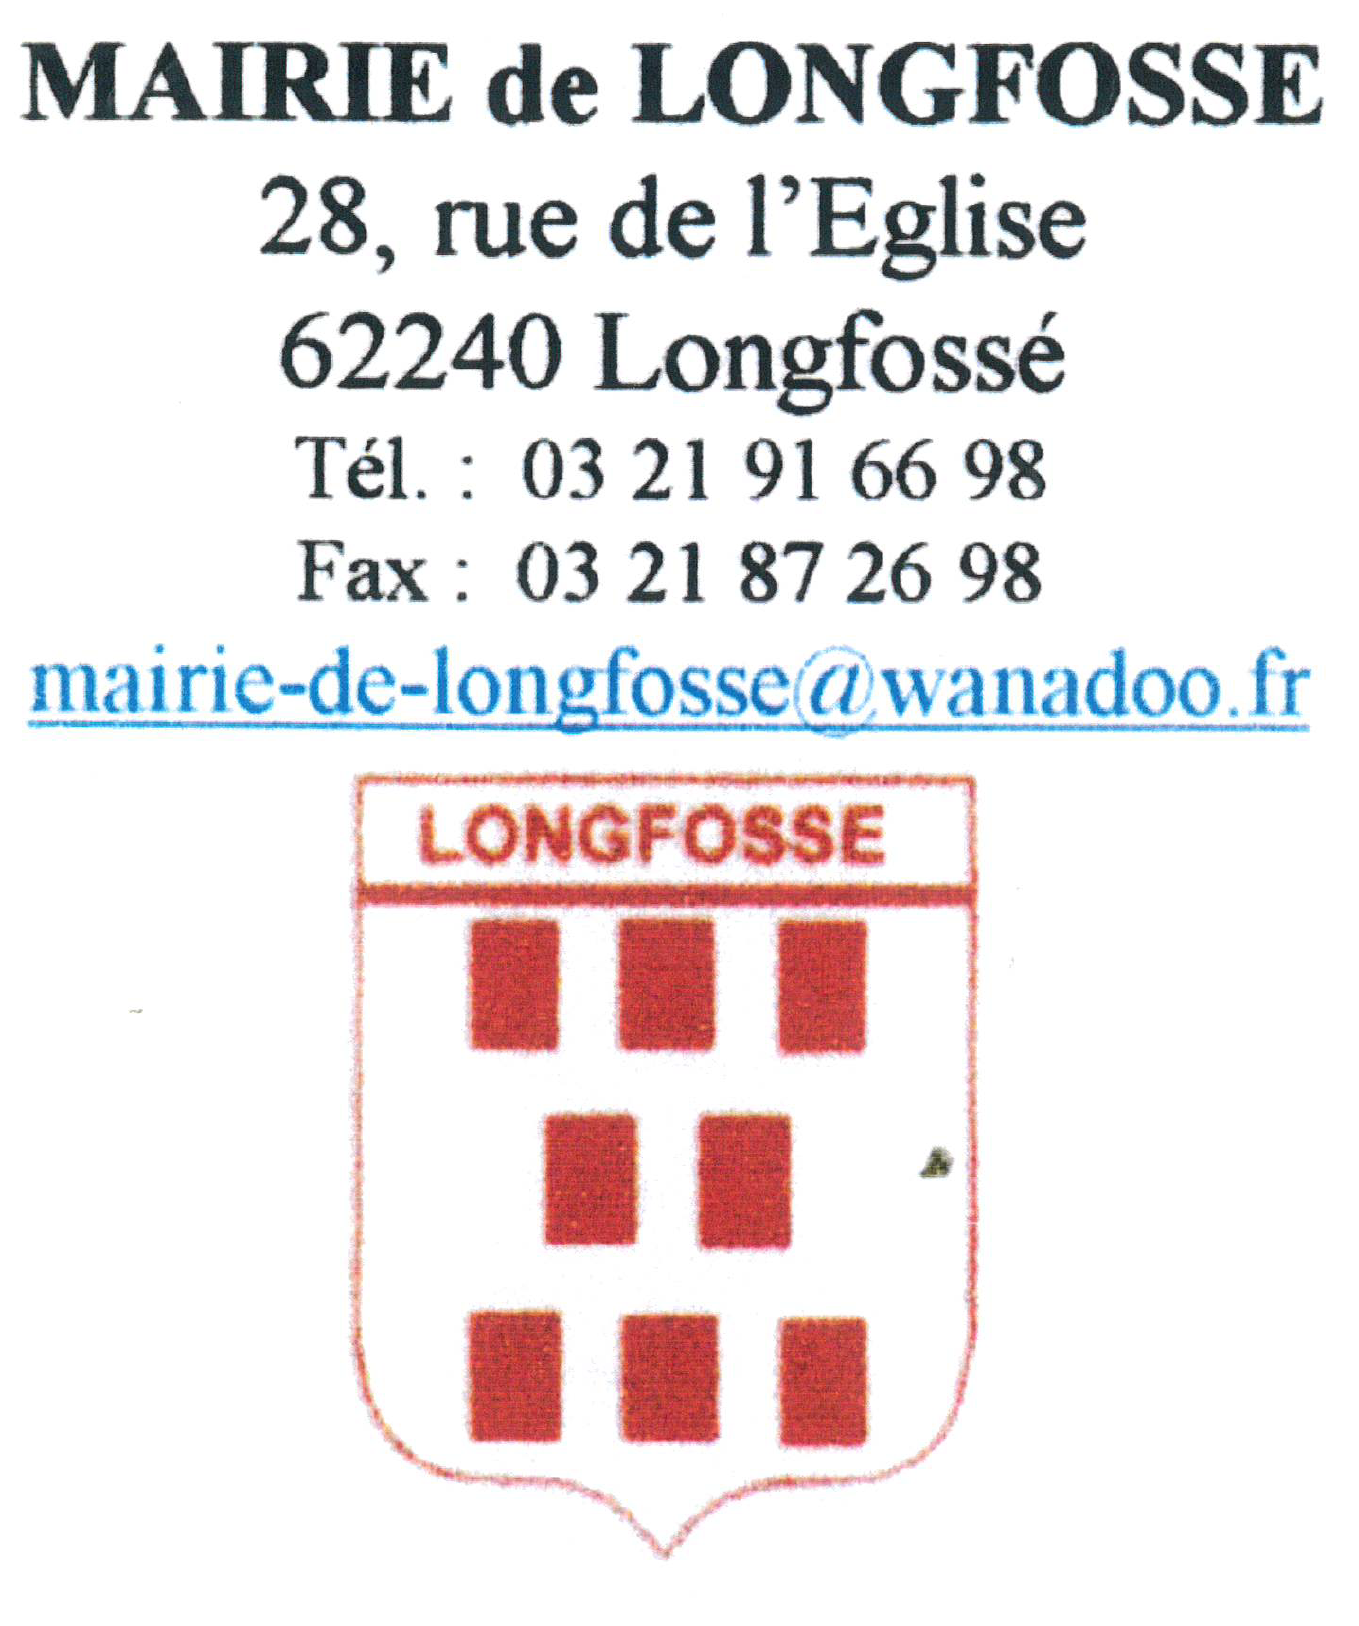 MAIRIE de LONGFOSSE
28, rue de l'Eglise
62240 Longfossé
Tél. : 03 21 91 66 98
Fax : 03 21 87 26 98
mairie-de-longfosse@wanadoo.fr
LONGFOSSE